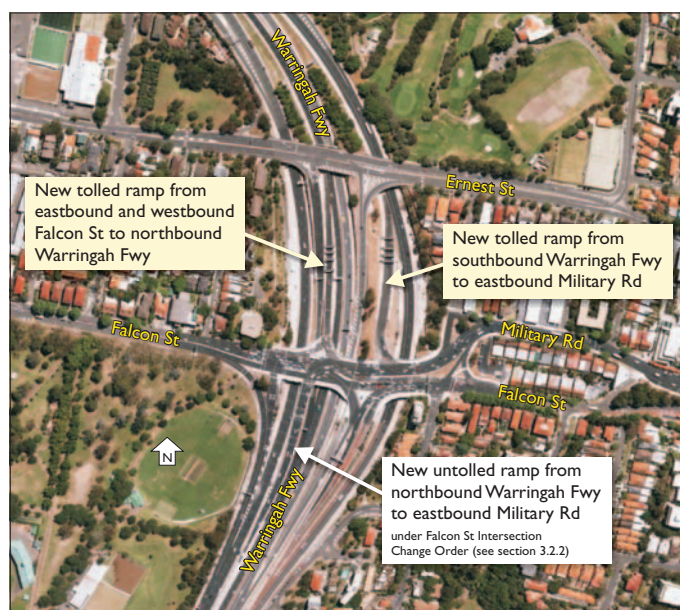 Warringah Fwy
Ernest St
New tolled ramp from
eastbound and westbound
Falcon St to northbound
Warringah Fwy
New tolled ramp from
southbound Warringah Fwy
to eastbound Military Rd
Falcon St
Military Rd
Falcon St
N
Warringah Fwy
New untolled ramp from
northbound Warringah Fwy
to eastbound Military Rd
under Falcon St Intersection
Change Order (see section 3.2.2)